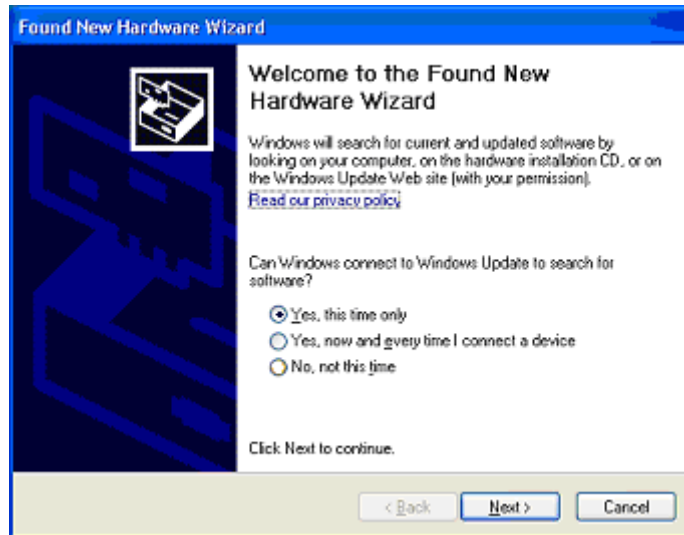 Found New Hardware Wizard
Welcome to the Found New
Hardware Wizard
Windows will search for current and updated software by
looking on your computer, on the hardware installation CD, or on
the Windows Update Web site (with your permission).
Read our privacy policy
Can Windows connect to Windows Update to search for
software?
Yes, this time only
Yes, now and every time I connect a device
No, not this time
Click Next to continue.
< Back
Next >
Cancel